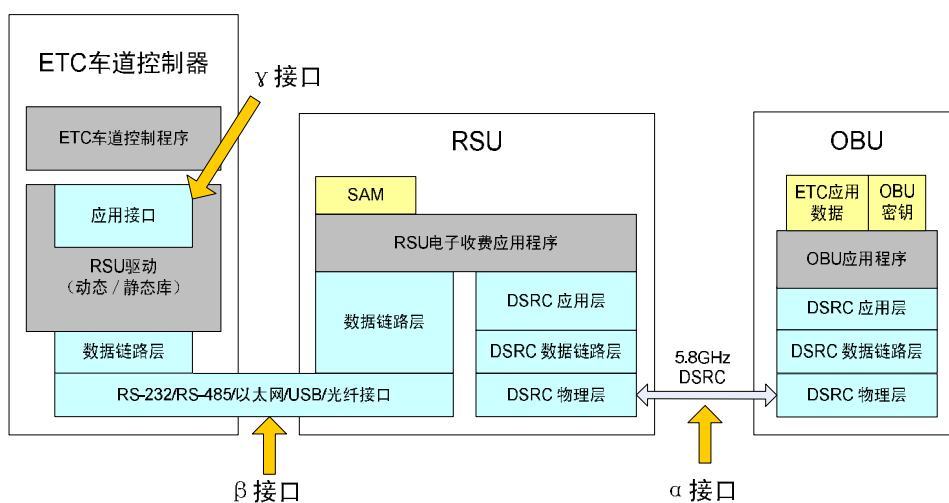 ETC车道控制器
γ 接口
ETC车道控制程序
应用接口
RSU驱动
（动态 / 静态库）
数据链路层
RS-232/RS-485/以太网/USB/光纤接口
β 接口
RSU
SAM
RSU电子收费应用程序
数据链路层
DSRC 应用层
DSRC 数据链路层
DSRC 物理层
5.8GHz
DSRC
α 接口
OBU
ETC应用
数据
OBU
密钥
OBU应用程序
DSRC 应用层
DSRC 数据链路层
DSRC 物理层